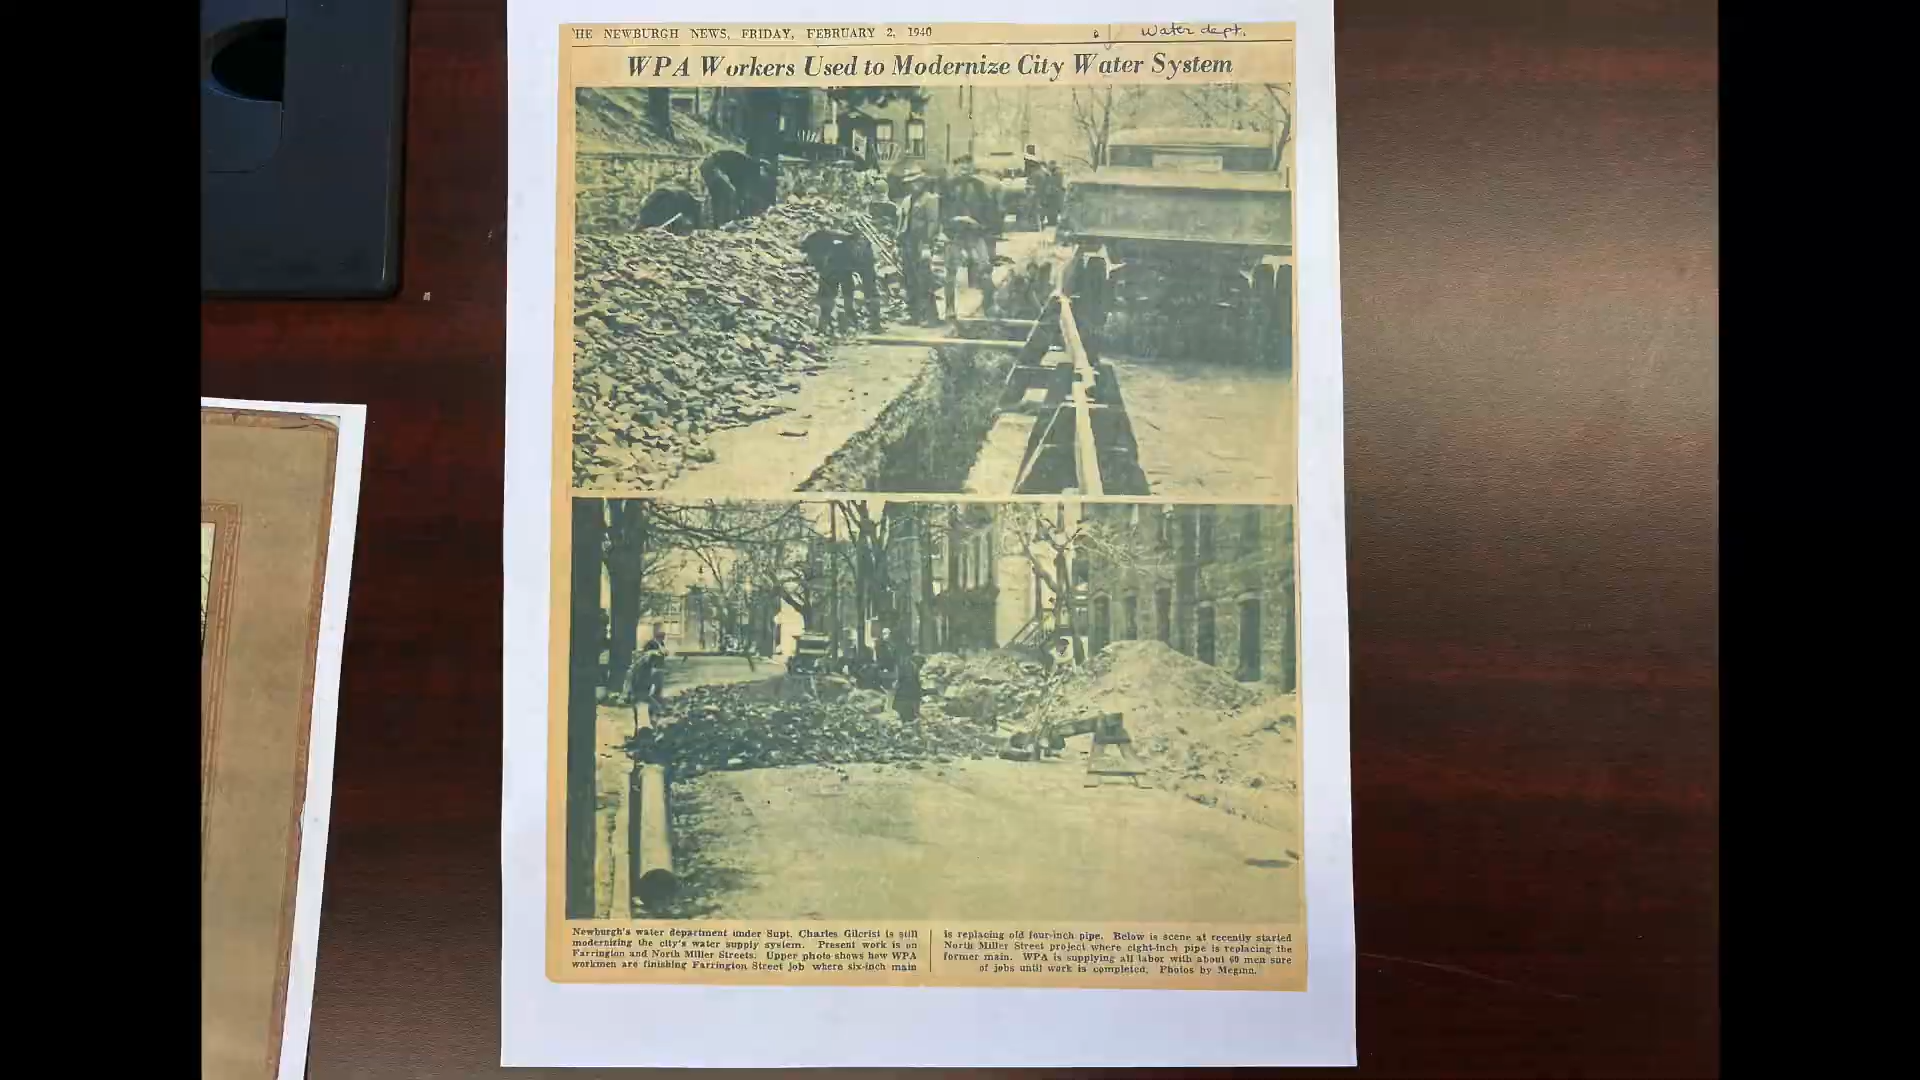 HE NEWBURGH NEWS, FRIDAY, FEBRUARY 2, 1940
Water dept.
WPA Workers Used to Modernize City Water System
Newburgh's water department under Supt. Charles Gilcrist is still
modernizing the city's water supply system. Present work is on
Farrington and North Miller Streets. Upper photo shows how WPA
workmen are finishing Farrington Street job where six-inch main
is replacing old four-inch pipe. Below is scene at recently started
North Miller Street project where eight-inch pipe is replacing the
former main. WPA is supplying all labor with about 60 men sure
of jobs until work is completed. Photos by Meginn.